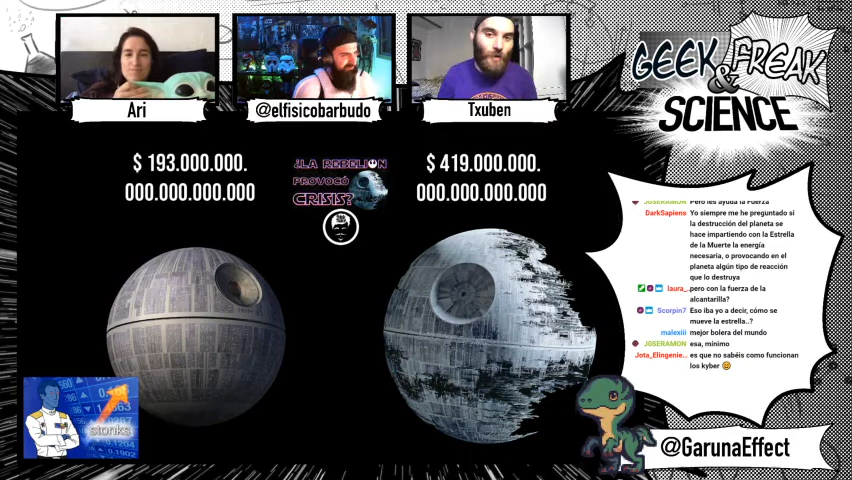 GEEK & FREAK
SCIENCE
Ari
@elfisicobarbudo
Txuben
$ 193.000.000.
000.000.000.000
¿LA REBELION
PROVOCÓ
CRISIS?
$ 419.000.000.
000.000.000.000
J0SERAMON Pero les ayuda la Fuerza
DarkSapiens Yo siempre me he preguntado si
la destrucción del planeta se
hace impartiendo con la Estrella
de la Muerte la energía
necesaria, o provocando en el
planeta algún tipo de reacción
que lo destruya
laura_.. pero con la fuerza de la
alcantarilla?
Scorpin7 Eso iba yo a decir, cómo se
mueve la estrella..?
malexiii mejor bolera del mundo
J0SERAMON esa, mínimo
Jota_Elingenie... es que no sabéis como funcionan
los kyber
stonks
@GarunaEffect